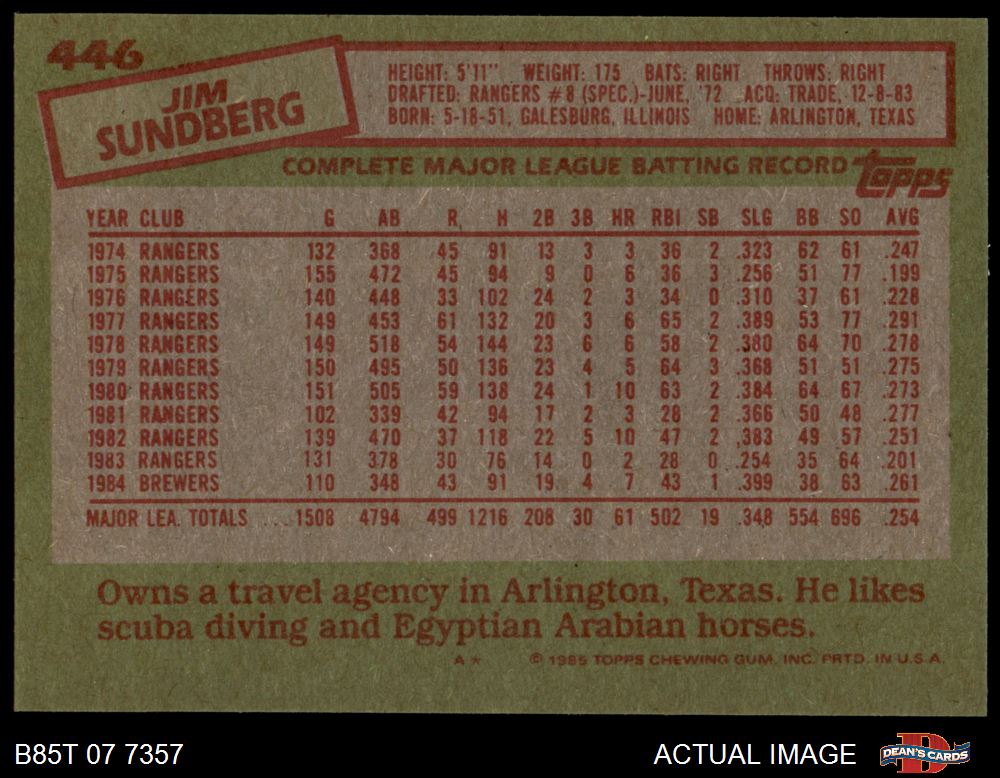 446
JIM
SUNDBERG
HEIGHT: 5'11" WEIGHT: 175 BATS: RIGHT THROWS: RIGHT
DRAFTED: RANGERS #8 (SPEC.)-JUNE, '72 ACQ: TRADE, 12-8-83
BORN: 5-18-51, GALESBURG, ILLINOIS HOME: ARLINGTON, TEXAS
COMPLETE MAJOR LEAGUE BATTING RECORD topps
YEAR CLUB G AB R H 2B 3B HR RBI SB SLG BB SO AVG
1974 RANGERS 132 368 45 91 13 3 3 36 2 .323 62 61 .247
1975 RANGERS 155 472 45 94 9 0 6 36 3 .256 51 77 .199
1976 RANGERS 140 448 33 102 24 2 3 34 0 .310 37 61 .228
1977 RANGERS 149 453 61 132 20 3 6 65 2 .389 53 77 .291
1978 RANGERS 149 518 54 144 23 6 6 58 2 .380 64 70 .278
1979 RANGERS 150 495 50 136 23 4 5 64 3 .368 51 51 .275
1980 RANGERS 151 505 59 138 24 1 10 63 2 .384 64 67 .273
1981 RANGERS 102 339 42 94 17 2 3 28 2 .366 50 48 .277
1982 RANGERS 139 470 37 118 22 5 10 47 2 .383 49 57 .251
1983 RANGERS 131 378 30 76 14 0 2 28 0 .254 35 64 .201
1984 BREWERS 110 348 43 91 19 4 7 43 1 .399 38 63 .261
MAJOR LEA. TOTALS ... 1508 4794 499 1216 208 30 61 502 19 .348 554 696 .254
Owns a travel agency in Arlington, Texas. He likes
scuba diving and Egyptian Arabian horses.
A* © 1985 TOPPS CHEWING GUM, INC. PRTD. IN U.S.A.
B85T 07 7357 ACTUAL IMAGE DEAN'S CARDS